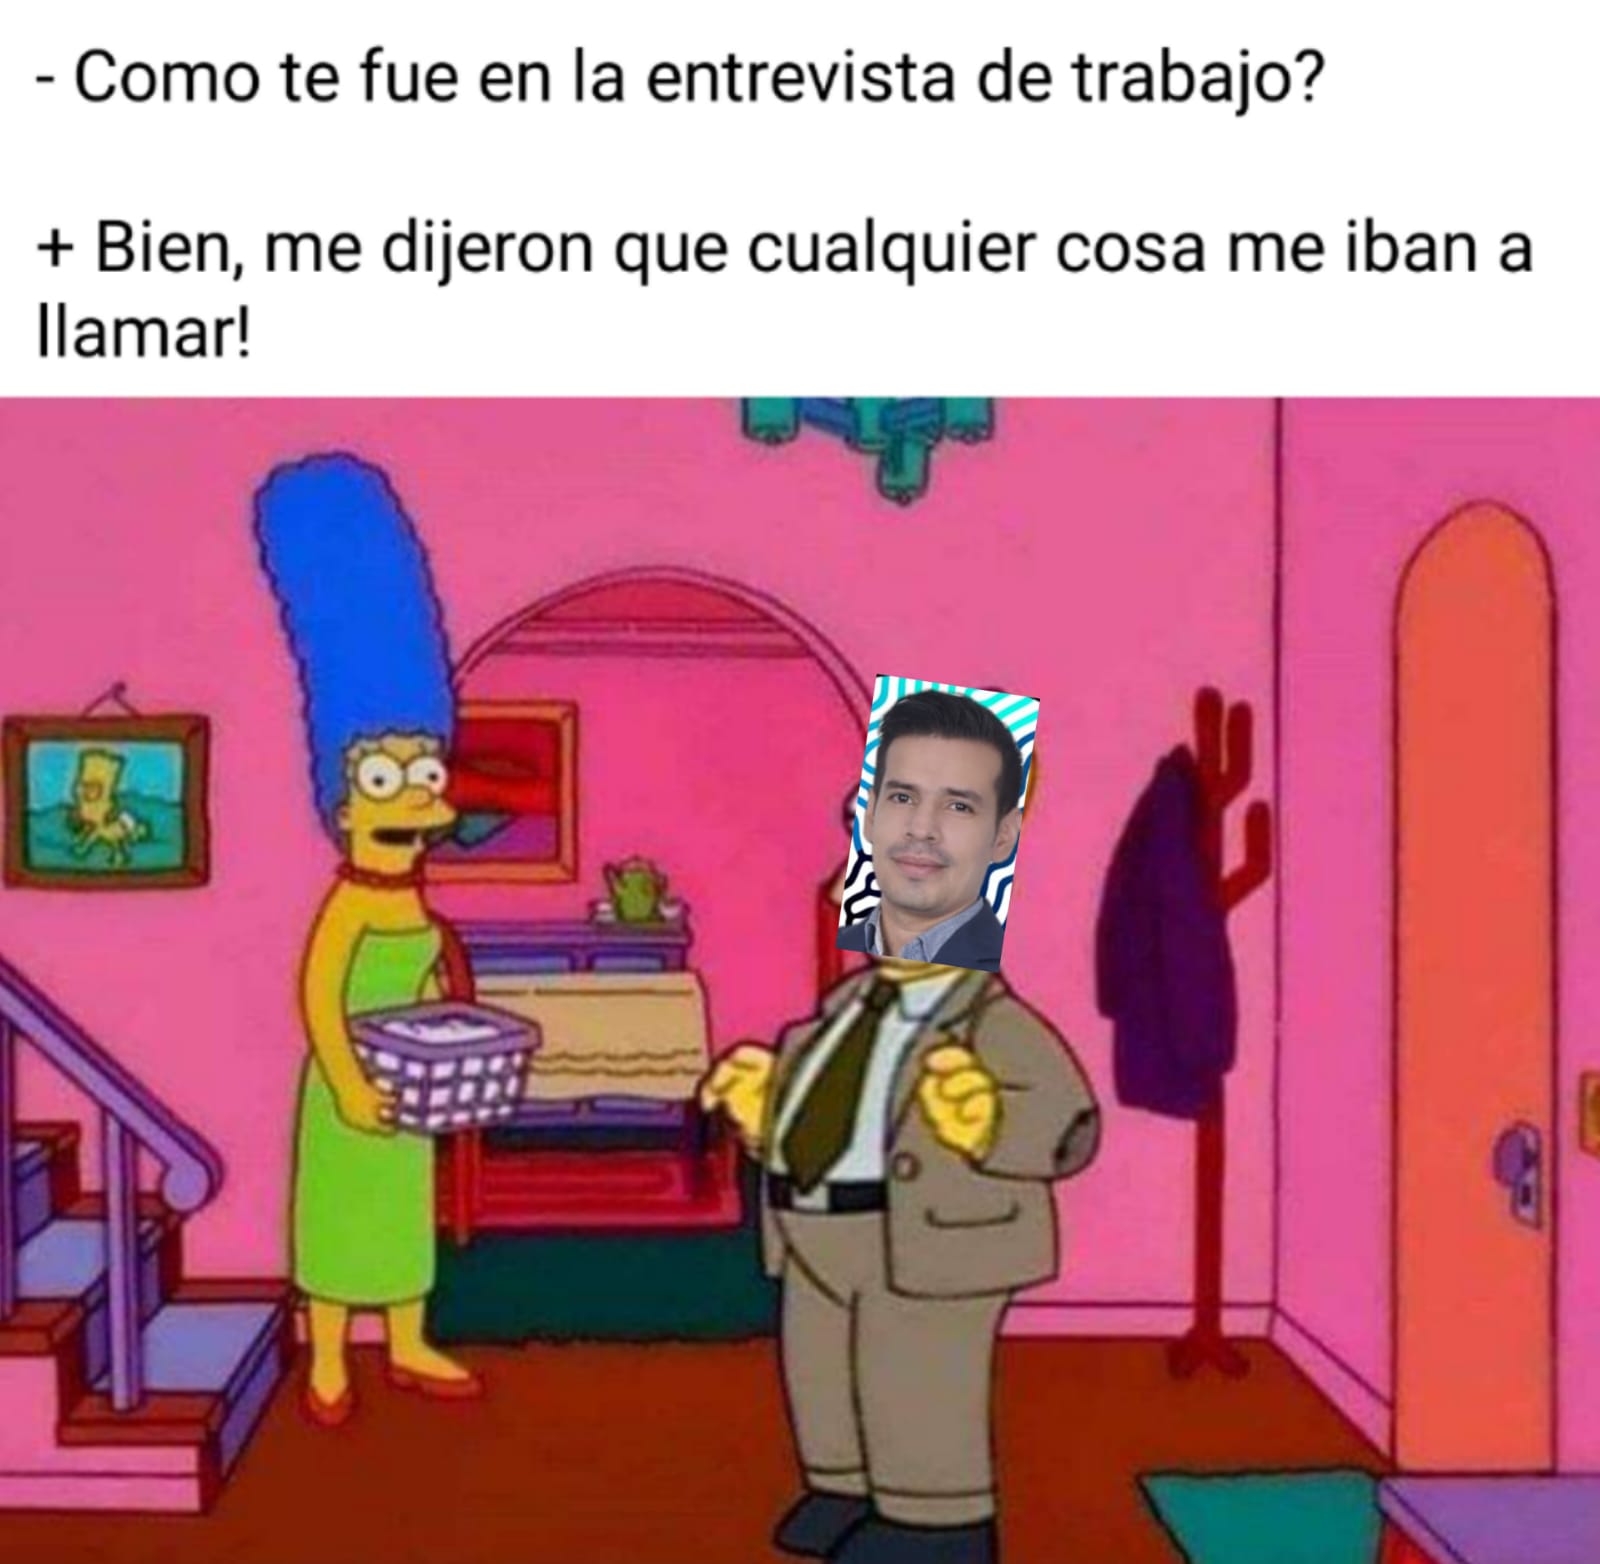 - Como te fue en la entrevista de trabajo?
+ Bien, me dijeron que cualquier cosa me iban a
llamar!